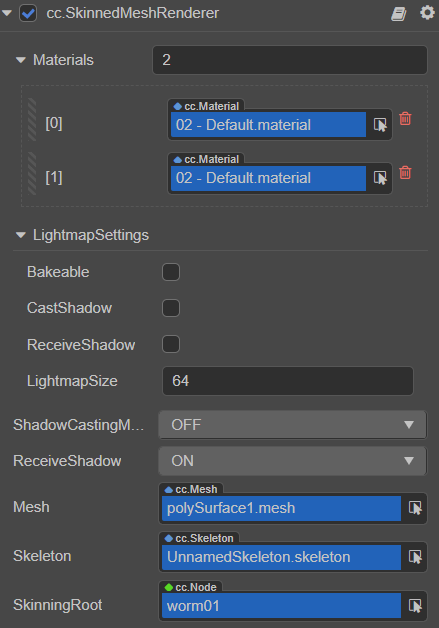 cc.SkinnedMeshRenderer
Materials 2
cc.Material
[0] 02 - Default.material
cc.Material
[1] 02 - Default.material
LightmapSettings
Bakeable
CastShadow
ReceiveShadow
LightmapSize 64
ShadowCastingM... OFF
ReceiveShadow ON
cc.Mesh
Mesh polySurface1.mesh
cc.Skeleton
Skeleton UnnamedSkeleton.skeleton
cc.Node
SkinningRoot worm01